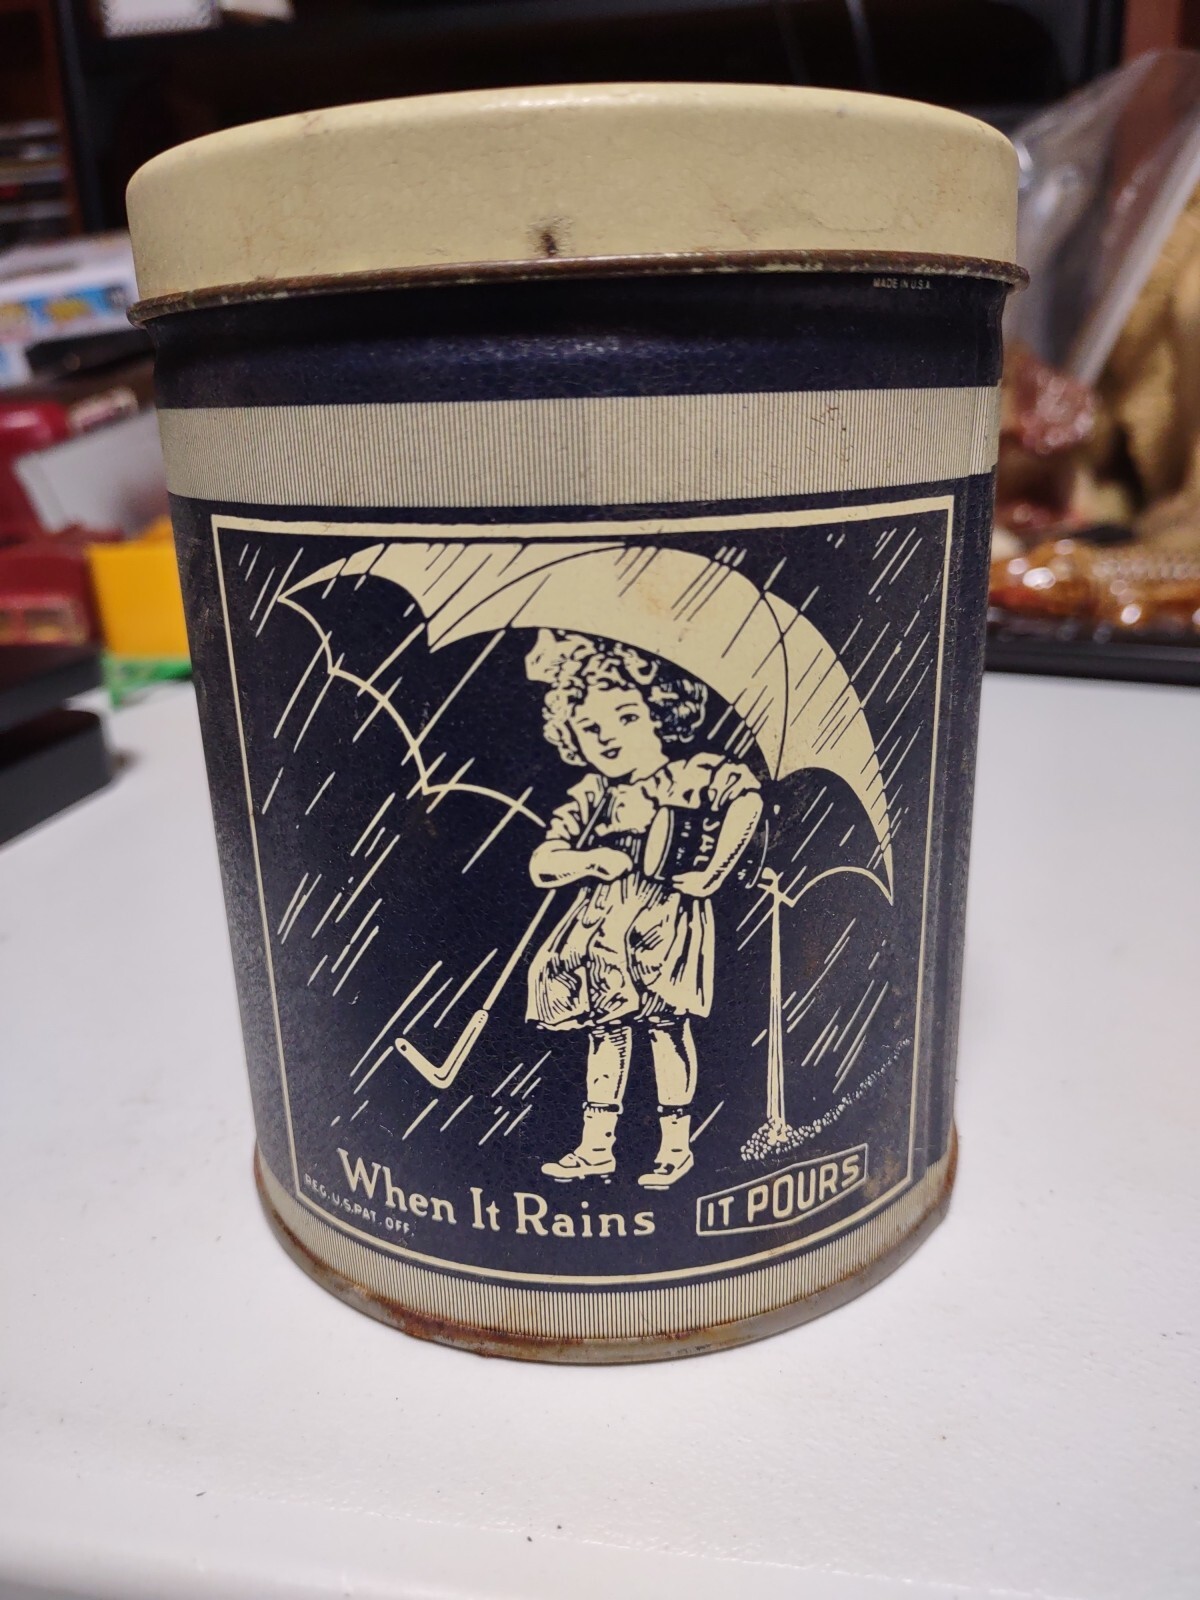 MADE IN U.S.A.
SALT
When It Rains
IT POURS
REG. U.S. PAT. OFF.